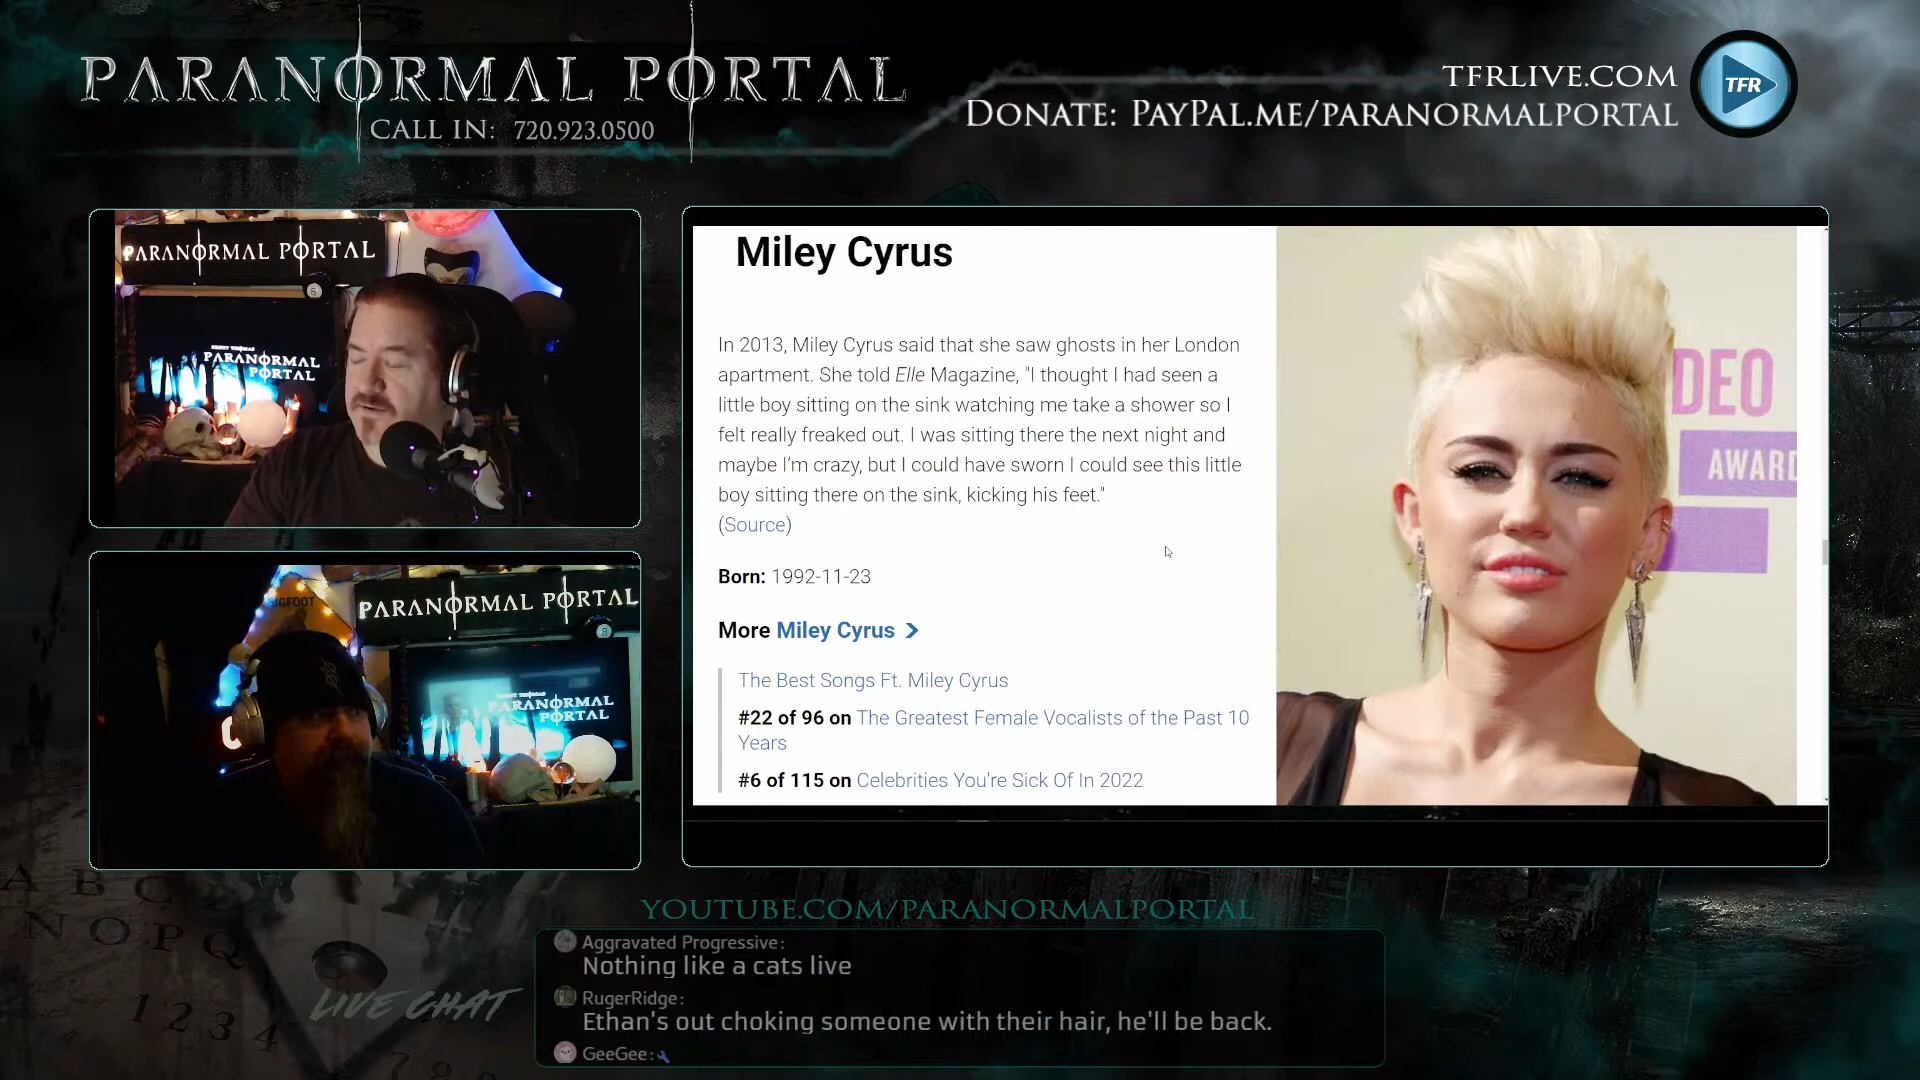 PARANORMAL PORTAL
CALL IN: 720.923.0500
TFRLIVE.COM
DONATE: PAYPAL.ME/PARANORMALPORTAL
TFR
PARANORMAL PORTAL
6
PARANORMAL
PORTAL
BIGFOOT
PARANORMAL PORTAL
PARANORMAL
PORTAL
Miley Cyrus
In 2013, Miley Cyrus said that she saw ghosts in her London
apartment. She told Elle Magazine, "I thought I had seen a
little boy sitting on the sink watching me take a shower so I
felt really freaked out. I was sitting there the next night and
maybe I’m crazy, but I could have sworn I could see this little
boy sitting there on the sink, kicking his feet."
(Source)
Born: 1992-11-23
More Miley Cyrus >
The Best Songs Ft. Miley Cyrus
#22 of 96 on The Greatest Female Vocalists of the Past 10
Years
#6 of 115 on Celebrities You're Sick Of In 2022
DEO
AWARD
YOUTUBE.COM/PARANORMALPORTAL
LIVE CHAT
Aggravated Progressive:
Nothing like a cats live
RugerRidge:
Ethan's out choking someone with their hair, he'll be back.
GeeGee:
A B C
N O P Q
1 2 3 4